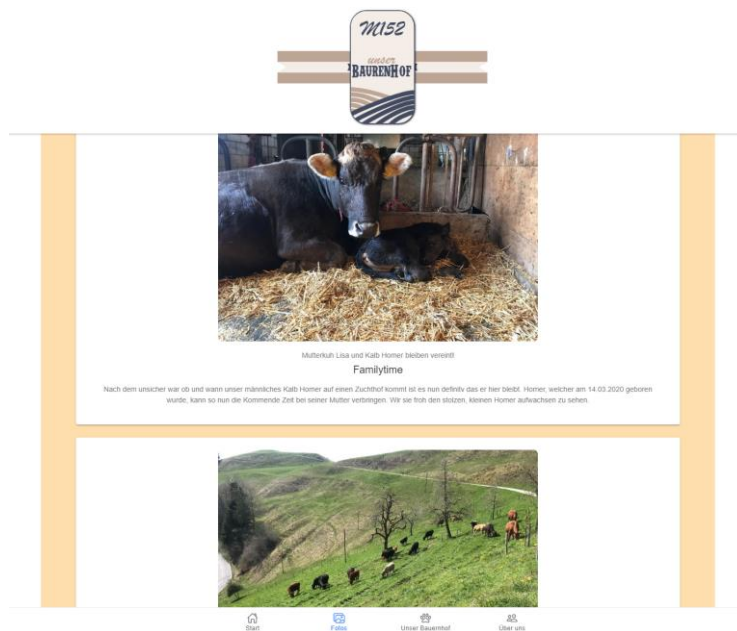 M152
unser
BAURENHOF
Mutterkuh Lisa und Kalb Homer bleiben vereint!
Familytime
Nach dem unsicher war ob und wann unser männliches Kalb Homer auf einen Zuchthof kommt ist es nun definitv das er hier bleibt. Homer, welcher am 14.03.2020 geboren
wurde, kann so nun die Kommende Zeit bei seiner Mutter verbringen. Wir sie froh den stolzen, kleinen Homer aufwachsen zu sehen.
Start
Fotos
Unser Bauernhof
Über uns